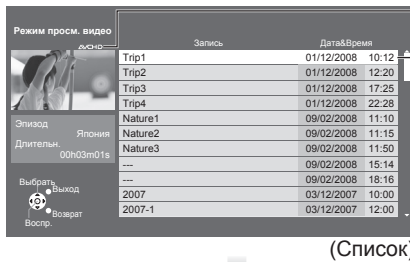 Режим просм. видео
AVCHD
Запись Дата&Время
Trip1 01/12/2008 10:12
Trip2 01/12/2008 12:20
Trip3 01/12/2008 17:25
Trip4 01/12/2008 22:28
Nature1 09/02/2008 11:10
Nature2 09/02/2008 11:15
Nature3 09/02/2008 11:50
--- 09/02/2008 15:14
--- 09/02/2008 18:16
2007 03/12/2007 10:00
2007-1 03/12/2007 12:00
Эпизод
Япония
Длительн.
00h03m01s
Выбрать
Выход
Возврат
Воспр.
(Список)